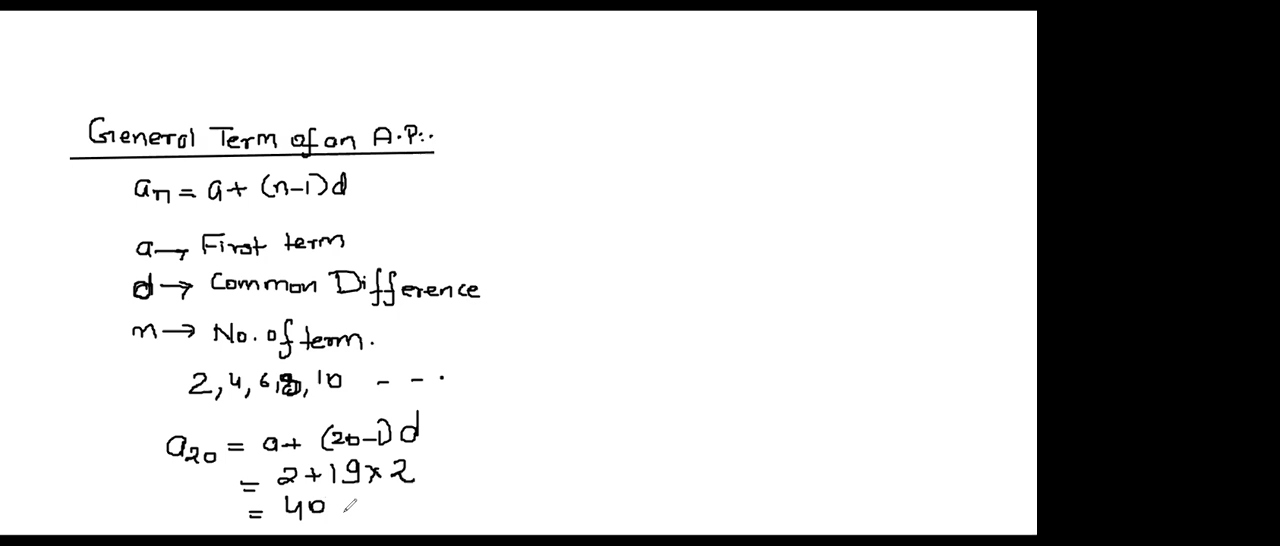 General Term of an A.P:.
an = a + (n-1)d
a → First term
d → Common Difference
n → No. of term.
2, 4, 6, 8, 10 - - .
a20 = a + (20-1)d
= 2 + 19 x 2
= 40